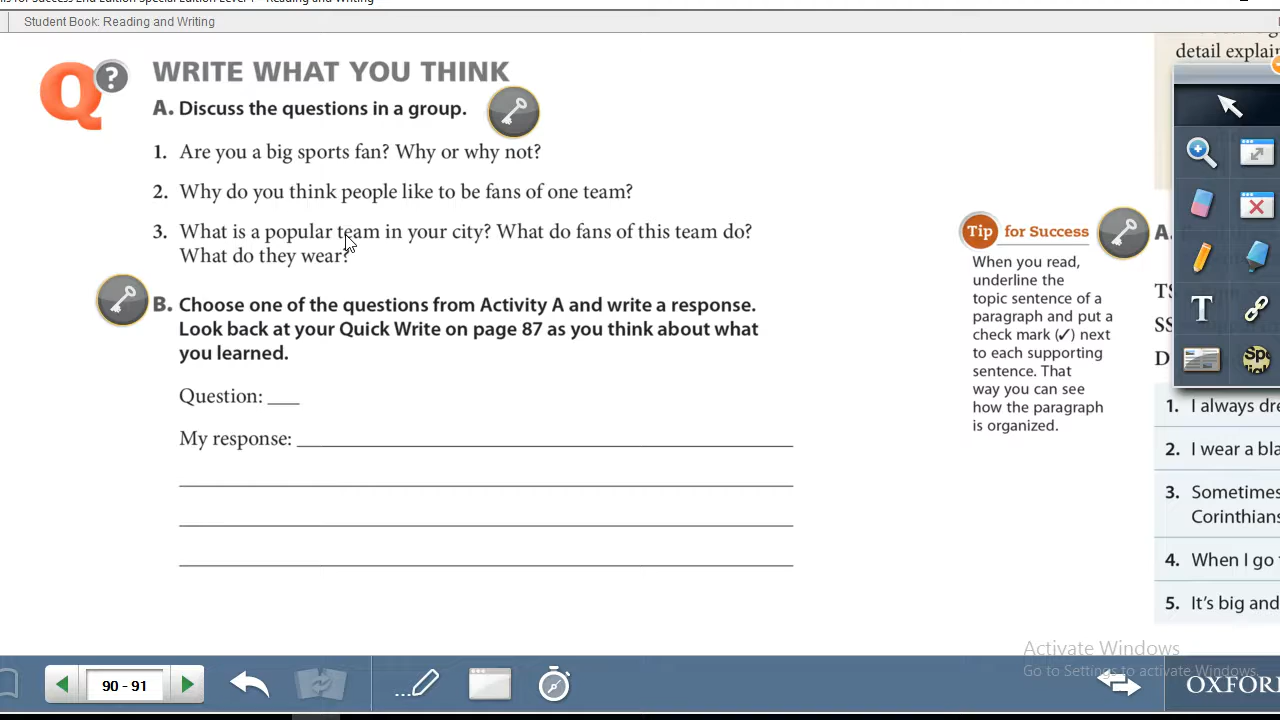 Student Book: Reading and Writing
Q ?
WRITE WHAT YOU THINK
A. Discuss the questions in a group.
1. Are you a big sports fan? Why or why not?
2. Why do you think people like to be fans of one team?
3. What is a popular team in your city? What do fans of this team do?
What do they wear?
B. Choose one of the questions from Activity A and write a response.
Look back at your Quick Write on page 87 as you think about what
you learned.
Question: ___
My response:
detail
Tip for Success
When you read,
underline the
topic sentence of a
paragraph and put a
check mark (✓) next
to each supporting
sentence. That
way you can see
how the paragraph
is organized.
A.
D
1. I always
2. I wear a
3. Sometimes
Corinthians
4. When I go
5. It's big and
T
Activate Windows
Go to Settings to activate Windows.
90 - 91